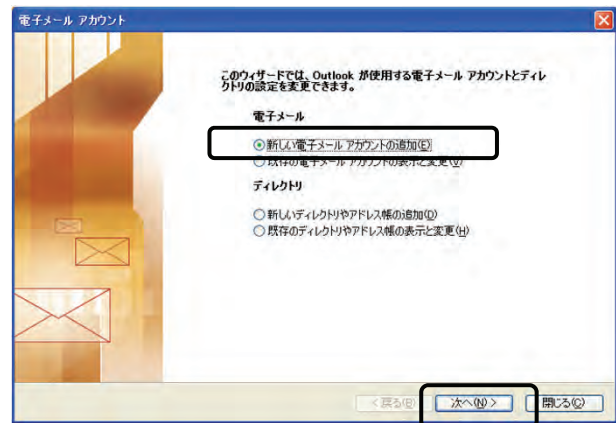 電子メール アカウント
このウィザードでは、Outlook が使用する電子メール アカウントとディレ
クトリの設定を変更できます。
電子メール
新しい電子メール アカウントの追加(E)
既存の電子メール アカウントの表示と変更(V)
ディレクトリ
新しいディレクトリやアドレス帳の追加(D)
既存のディレクトリやアドレス帳の表示と変更(H)
< 戻る(B) 次へ(N) > 閉じる(C)